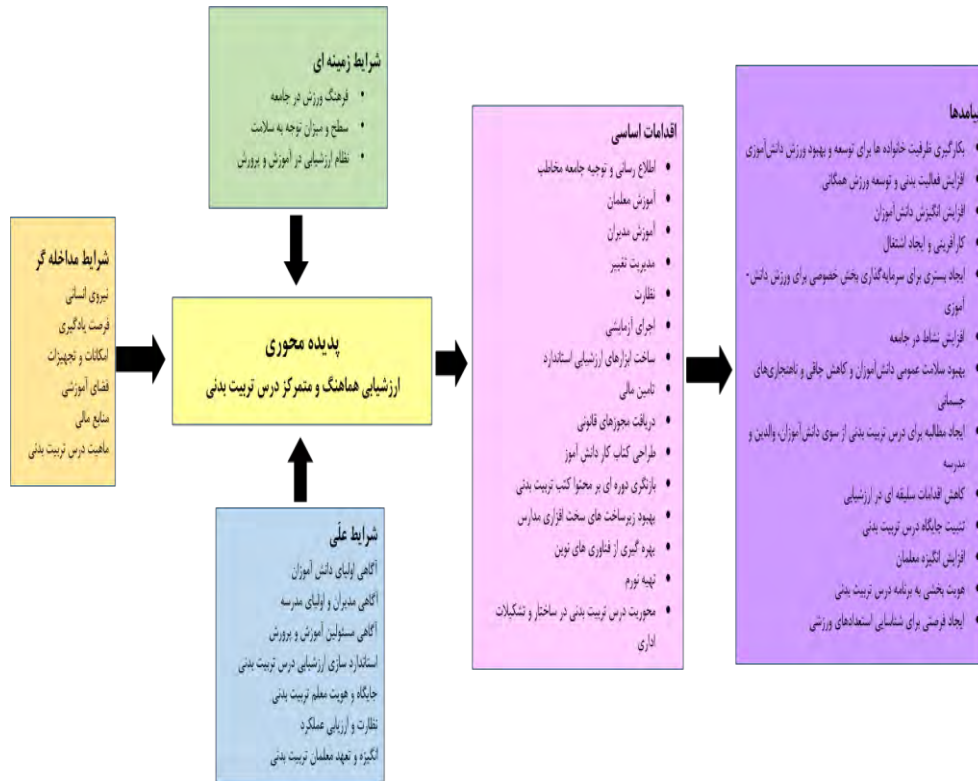 شرایط زمینه ای
• فرهنگ ورزش در جامعه
• سطح و میزان توجه به سلامت
• نظام ارزشیابی در آموزش و پرورش
شرایط مداخله گر
نیروی انسانی
فرصت یادگیری
امکانات و تجهیزات
فضای آموزشی
منابع مالی
ماهیت درس تربیت بدنی
پدیده محوری
ارزشیابی هماهنگ و متمرکز درس تربیت بدنی
شرایط علّی
آگاهی اولیای دانش آموزان
آگاهی مدیران و اولیای مدرسه
آگاهی مسئولین آموزش و پرورش
استاندارد سازی ارزشیابی درس تربیت بدنی
جایگاه و هویت معلم تربیت بدنی
نظارت و ارزیابی عملکرد
انگیزه و تعهد معلمان تربیت بدنی
اقدامات اساسی
• اطلاع رسانی و توجیه جامعه مخاطب
• آموزش معلمان
• آموزش مدیران
• مدیریت تغییر
• نظارت
• اجرای آزمایشی
• ساخت ابزارهای ارزشیابی استاندارد
• تامین مالی
• دریافت مجوزهای قانونی
• طراحی کتاب کار دانش آموز
• بازنگری دوره ای بر محتوا کتب تربیت بدنی
• بهبود زیرساخت های سخت افزاری مدارس
• بهره گیری از فناوری های نوین
• تهیه نورم
• محوریت درس تربیت بدنی در ساختار و تشکیلات
اداری
پیامدها
• بکارگیری ظرفیت خانواده ها برای توسعه و بهبود ورزش دانش‌آموزی
• افزایش فعالیت بدنی و توسعه ورزش همگانی
• افزایش انگیزش دانش‌آموزان
• کارآفرینی و ایجاد اشتغال
• ایجاد بستری برای سرمایه‌گذاری بخش خصوصی برای ورزش دانش-
آموزی
• افزایش نشاط در جامعه
• بهبود سلامت عمومی دانش‌آموزان و کاهش چاقی و ناهنجاری‌های
جسمانی
• ایجاد مطالبه برای درس تربیت بدنی از سوی دانش‌آموزان، والدین و
مدرسه
• کاهش اقدامات سلیقه ای در ارزشیابی
• تثبیت جایگاه درس تربیت بدنی
• افزایش انگیزه معلمان
• هویت بخشی به برنامه درس تربیت بدنی
• ایجاد فرصتی برای شناسایی استعدادهای ورزشی